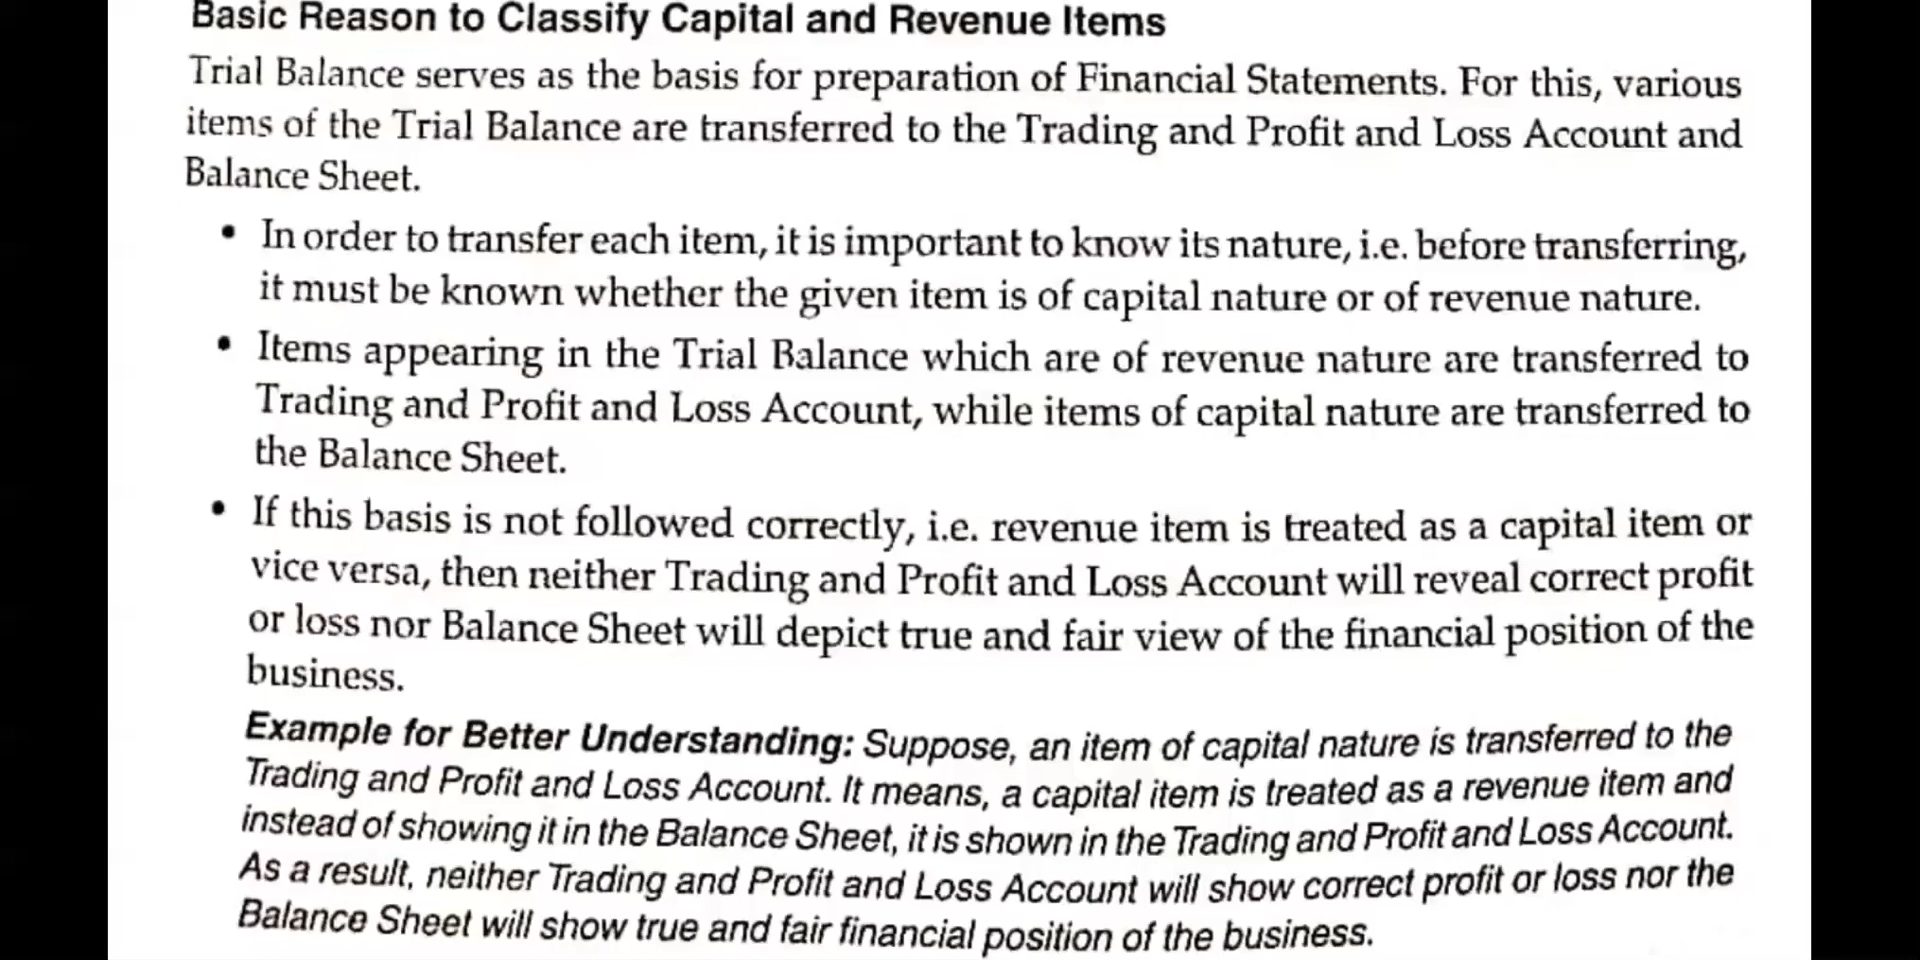 Basic Reason to Classify Capital and Revenue Items
Trial Balance serves as the basis for preparation of Financial Statements. For this, various
items of the Trial Balance are transferred to the Trading and Profit and Loss Account and
Balance Sheet.
• In order to transfer each item, it is important to know its nature, i.e. before transferring,
it must be known whether the given item is of capital nature or of revenue nature.
• Items appearing in the Trial Balance which are of revenue nature are transferred to
Trading and Profit and Loss Account, while items of capital nature are transferred to
the Balance Sheet.
• If this basis is not followed correctly, i.e. revenue item is treated as a capital item or
vice versa, then neither Trading and Profit and Loss Account will reveal correct profit
or loss nor Balance Sheet will depict true and fair view of the financial position of the
business.
Example for Better Understanding: Suppose, an item of capital nature is transferred to the
Trading and Profit and Loss Account. It means, a capital item is treated as a revenue item and
instead of showing it in the Balance Sheet, it is shown in the Trading and Profit and Loss Account.
As a result, neither Trading and Profit and Loss Account will show correct profit or loss nor the
Balance Sheet will show true and fair financial position of the business.